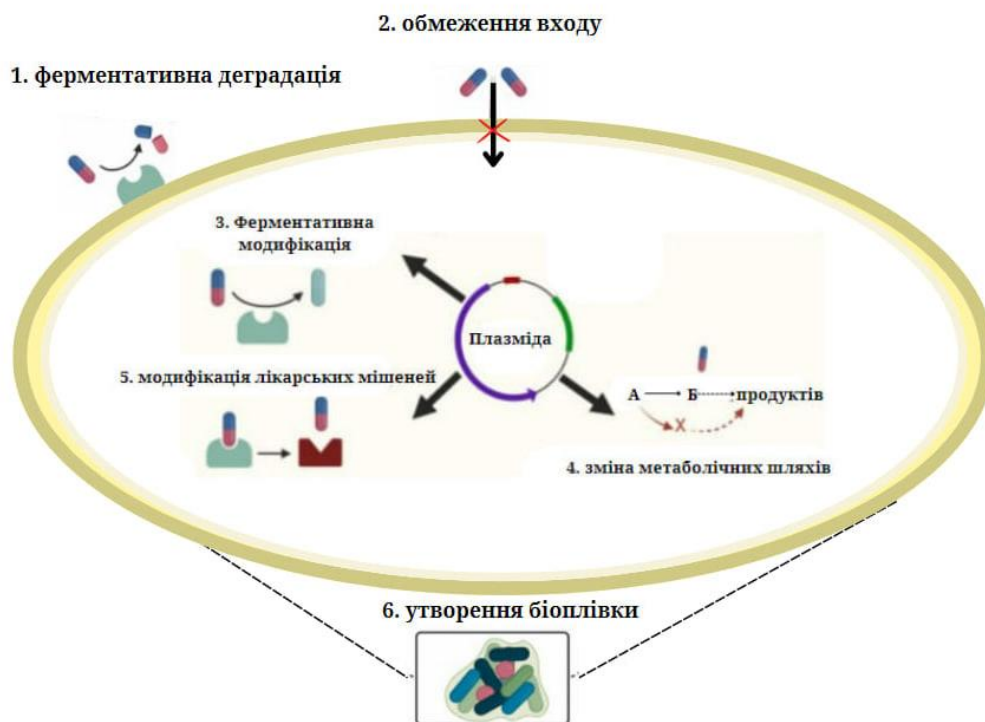 2. обмеження входу
1. ферментативна деградація
3. Ферментативна
модифікація
Плазміда
5. модифікація лікарських мішеней
А Б продуктів
X
4. зміна метаболічних шляхів
6. утворення біоплівки